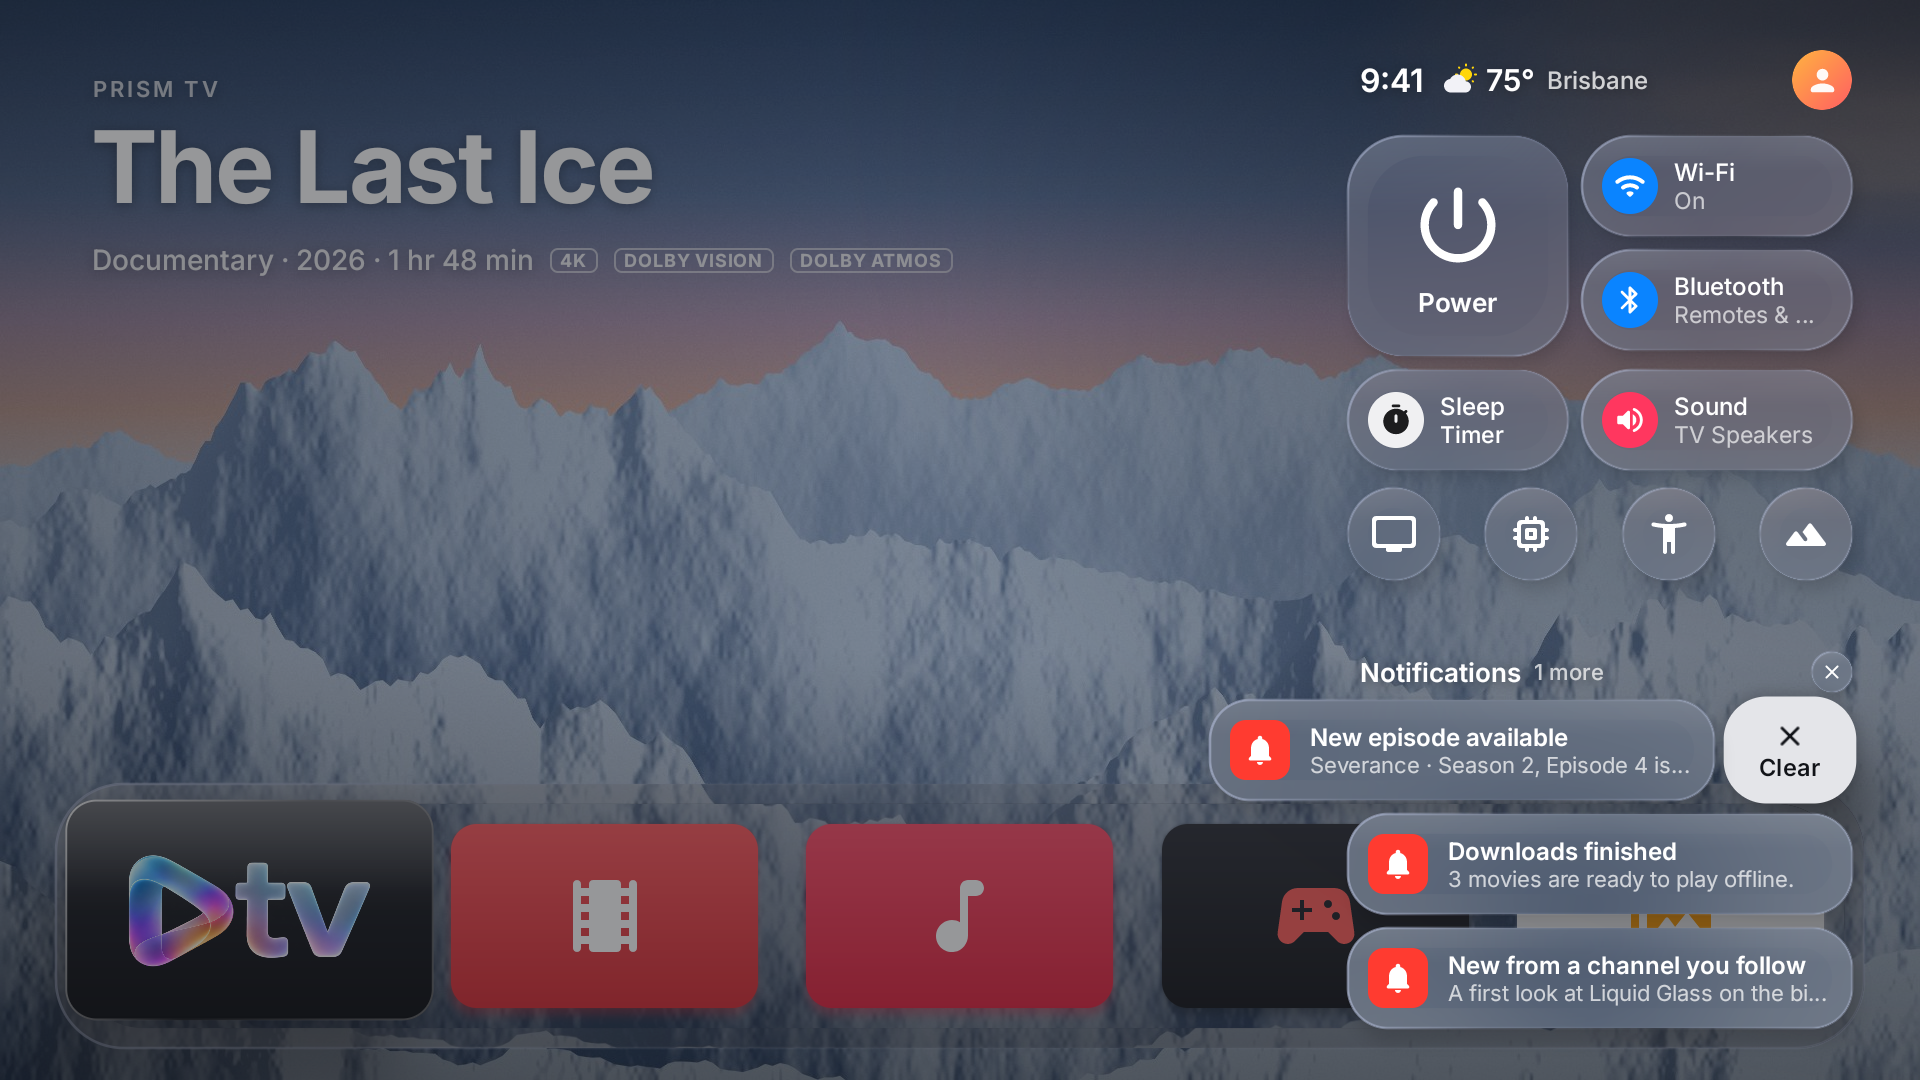 PRISM TV
The Last Ice
Documentary · 2026 · 1 hr 48 min 4K DOLBY VISION DOLBY ATMOS
9:41 75° Brisbane
Power
Wi-Fi
On
Bluetooth
Remotes & ...
Sleep
Timer
Sound
TV Speakers
Notifications 1 more
New episode available
Severance · Season 2, Episode 4 is...
Clear
Downloads finished
3 movies are ready to play offline.
New from a channel you follow
A first look at Liquid Glass on the bi...
tv